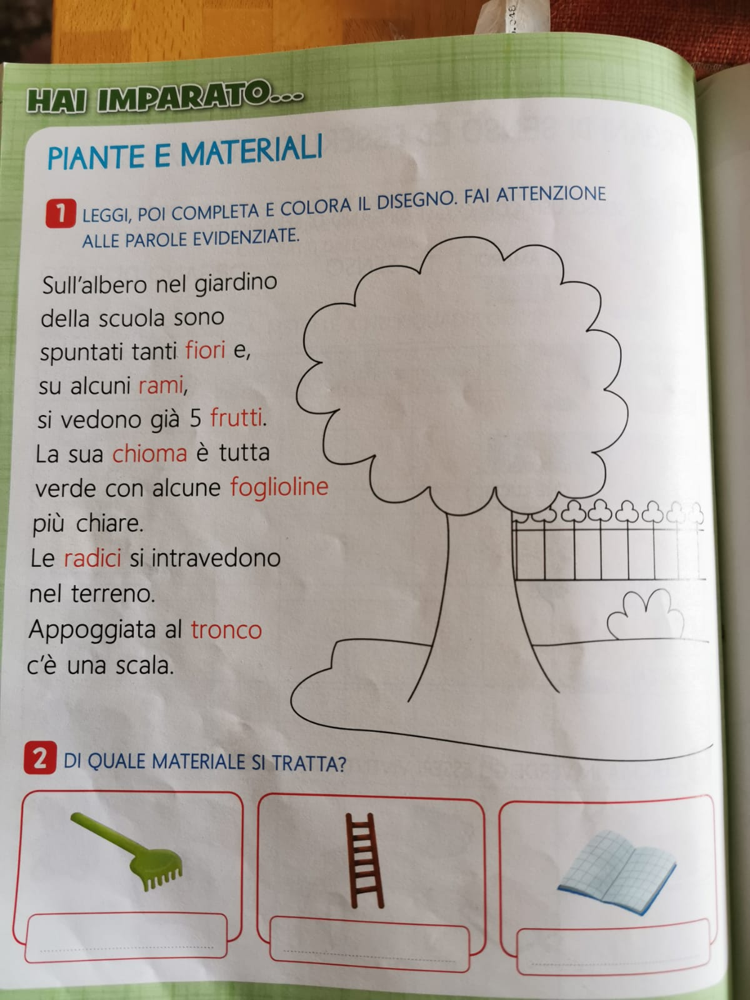 HAI IMPARATO...
PIANTE E MATERIALI
1 LEGGI, POI COMPLETA E COLORA IL DISEGNO. FAI ATTENZIONE
ALLE PAROLE EVIDENZIATE.
Sull'albero nel giardino
della scuola sono
spuntati tanti fiori e,
su alcuni rami,
si vedono già 5 frutti.
La sua chioma è tutta
verde con alcune foglioline
più chiare.
Le radici si intravedono
nel terreno.
Appoggiata al tronco
c'è una scala.
2 DI QUALE MATERIALE SI TRATTA?